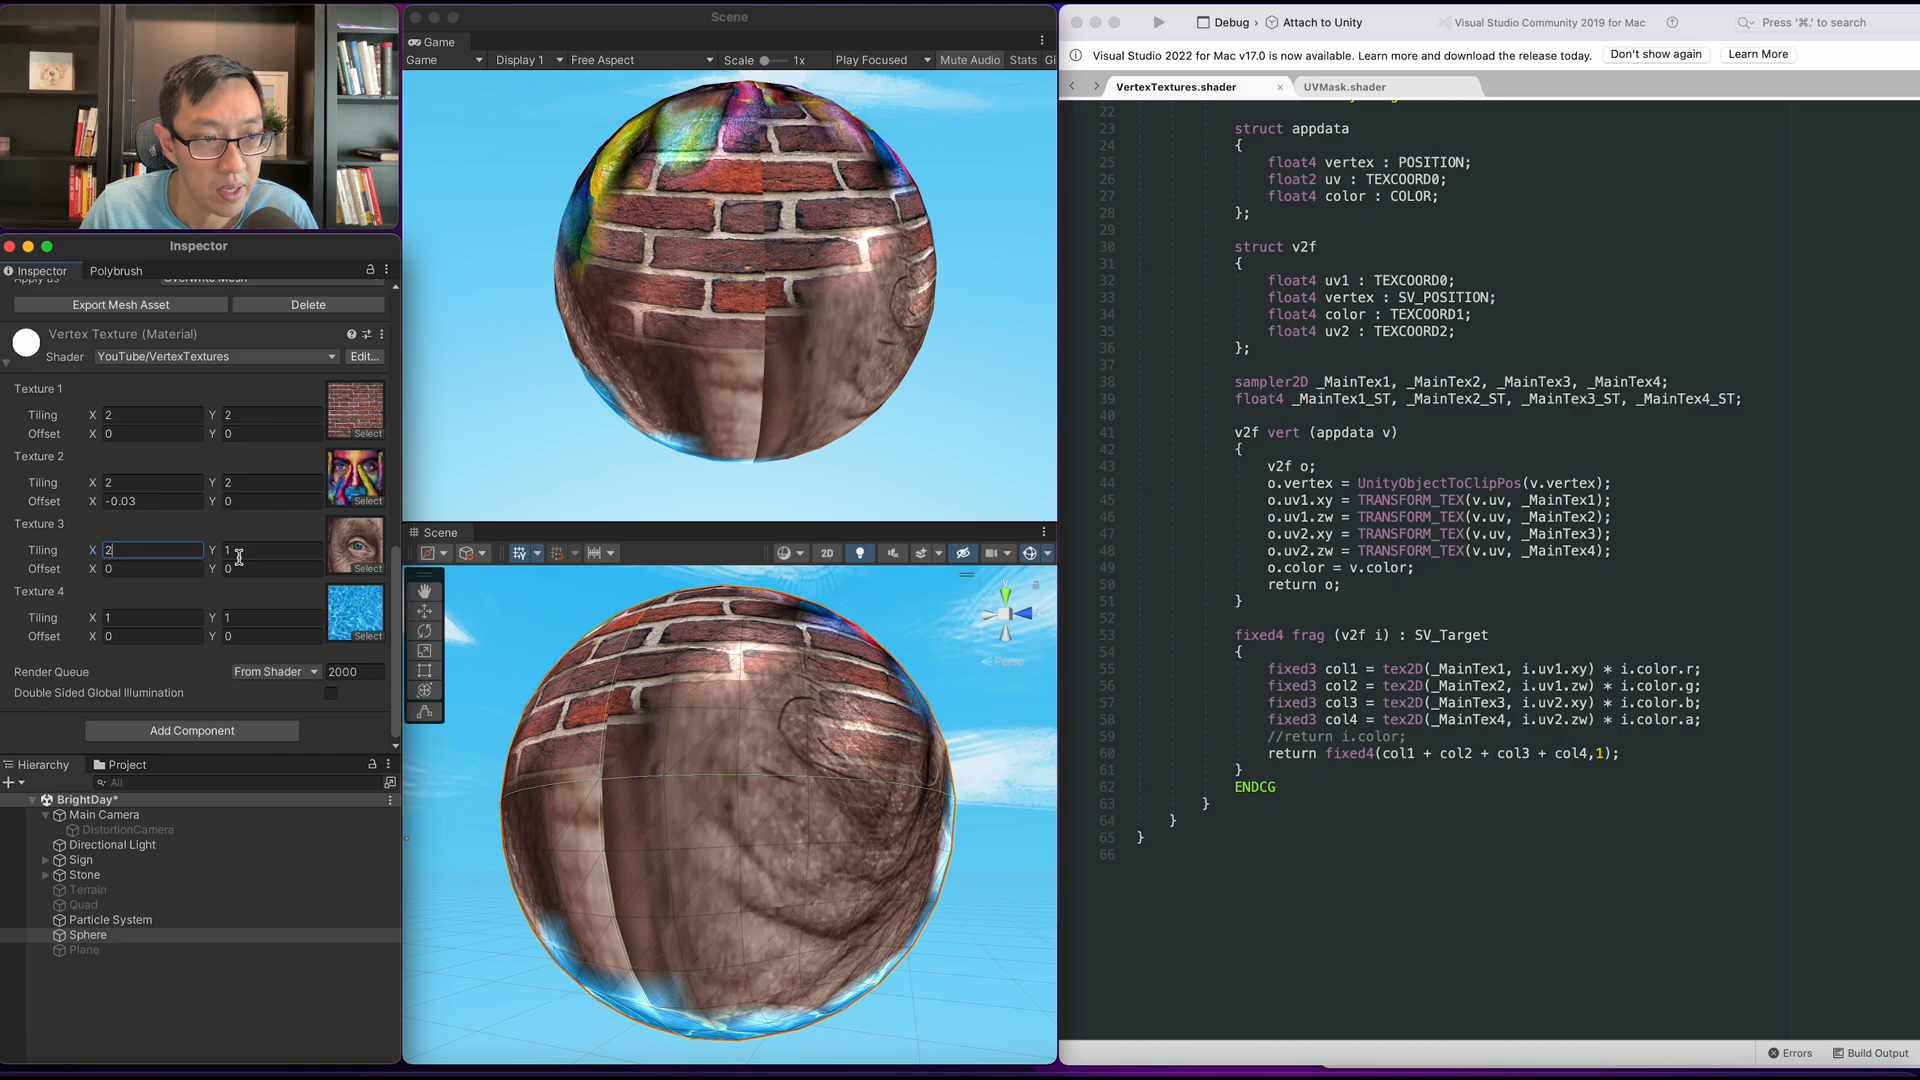 Inspector
Inspector
Polybrush
Export Mesh Asset
Delete
Vertex Texture (Material)
Shader
YouTube/VertexTextures
Edit...
Texture 1
Tiling X 2 Y 2
Offset X 0 Y 0
Select
Texture 2
Tiling X 2 Y 2
Offset X -0.03 Y 0
Select
Texture 3
Tiling X 2 Y 1
Offset X 0 Y 0
Select
Texture 4
Tiling X 1 Y 1
Offset X 0 Y 0
Select
Render Queue From Shader 2000
Double Sided Global Illumination
Add Component
Hierarchy
Project
All
BrightDay*
Main Camera
DistortionCamera
Directional Light
Sign
Stone
Terrain
Quad
Particle System
Sphere
Plane
Scene
Game
Game Display 1 Free Aspect Scale 1x Play Focused Mute Audio Stats Gi
Scene
2D
y
z
Persp
Debug › Attach to Unity
Visual Studio Community 2019 for Mac
Press '⌘.' to search
Visual Studio 2022 for Mac v17.0 is now available. Learn more and download the release today.
Don't show again
Learn More
VertexTextures.shader
UVMask.shader
22
23 struct appdata
24 {
25 float4 vertex : POSITION;
26 float2 uv : TEXCOORD0;
27 float4 color : COLOR;
28 };
29
30 struct v2f
31 {
32 float4 uv1 : TEXCOORD0;
33 float4 vertex : SV_POSITION;
34 float4 color : TEXCOORD1;
35 float4 uv2 : TEXCOORD2;
36 };
37
38 sampler2D _MainTex1, _MainTex2, _MainTex3, _MainTex4;
39 float4 _MainTex1_ST, _MainTex2_ST, _MainTex3_ST, _MainTex4_ST;
40
41 v2f vert (appdata v)
42 {
43 v2f o;
44 o.vertex = UnityObjectToClipPos(v.vertex);
45 o.uv1.xy = TRANSFORM_TEX(v.uv, _MainTex1);
46 o.uv1.zw = TRANSFORM_TEX(v.uv, _MainTex2);
47 o.uv2.xy = TRANSFORM_TEX(v.uv, _MainTex3);
48 o.uv2.zw = TRANSFORM_TEX(v.uv, _MainTex4);
49 o.color = v.color;
50 return o;
51 }
52
53 fixed4 frag (v2f i) : SV_Target
54 {
55 fixed3 col1 = tex2D(_MainTex1, i.uv1.xy) * i.color.r;
56 fixed3 col2 = tex2D(_MainTex2, i.uv1.zw) * i.color.g;
57 fixed3 col3 = tex2D(_MainTex3, i.uv2.xy) * i.color.b;
58 fixed3 col4 = tex2D(_MainTex4, i.uv2.zw) * i.color.a;
59 //return i.color;
60 return fixed4(col1 + col2 + col3 + col4,1);
61 }
62 ENDCG
63 }
64 }
65 }
66
Errors
Build Output